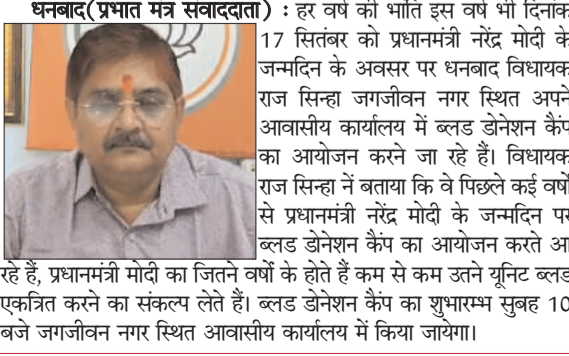 धनबाद(प्रभात मंत्र संवाददाता) : हर वर्ष की भाँति इस वर्ष भी दिनांक
17 सितंबर को प्रधानमंत्री नरेंद्र मोदी के
जन्मदिन के अवसर पर धनबाद विधायक
राज सिन्हा जगजीवन नगर स्थित अपने
आवासीय कार्यालय में ब्लड डोनेशन कैंप
का आयोजन करने जा रहे हैं। विधायक
राज सिन्हा नें बताया कि वे पिछले कई वर्षों
से प्रधानमंत्री नरेंद्र मोदी के जन्मदिन पर
ब्लड डोनेशन कैंप का आयोजन करते आ
रहे हैं, प्रधानमंत्री मोदी का जितने वर्षों के होते हैं कम से कम उतने यूनिट ब्लड
एकत्रित करने का संकल्प लेते हैं। ब्लड डोनेशन कैंप का शुभारम्भ सुबह 10
बजे जगजीवन नगर स्थित आवासीय कार्यालय में किया जायेगा।